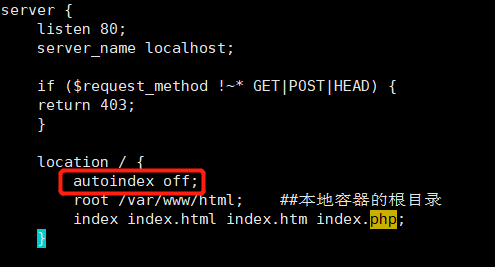 server {
listen 80;
server_name localhost;
if ($request_method !~* GET|POST|HEAD) {
return 403;
}
location / {
autoindex off;
root /var/www/html; ##本地容器的根目录
index index.html index.htm index.php;
}